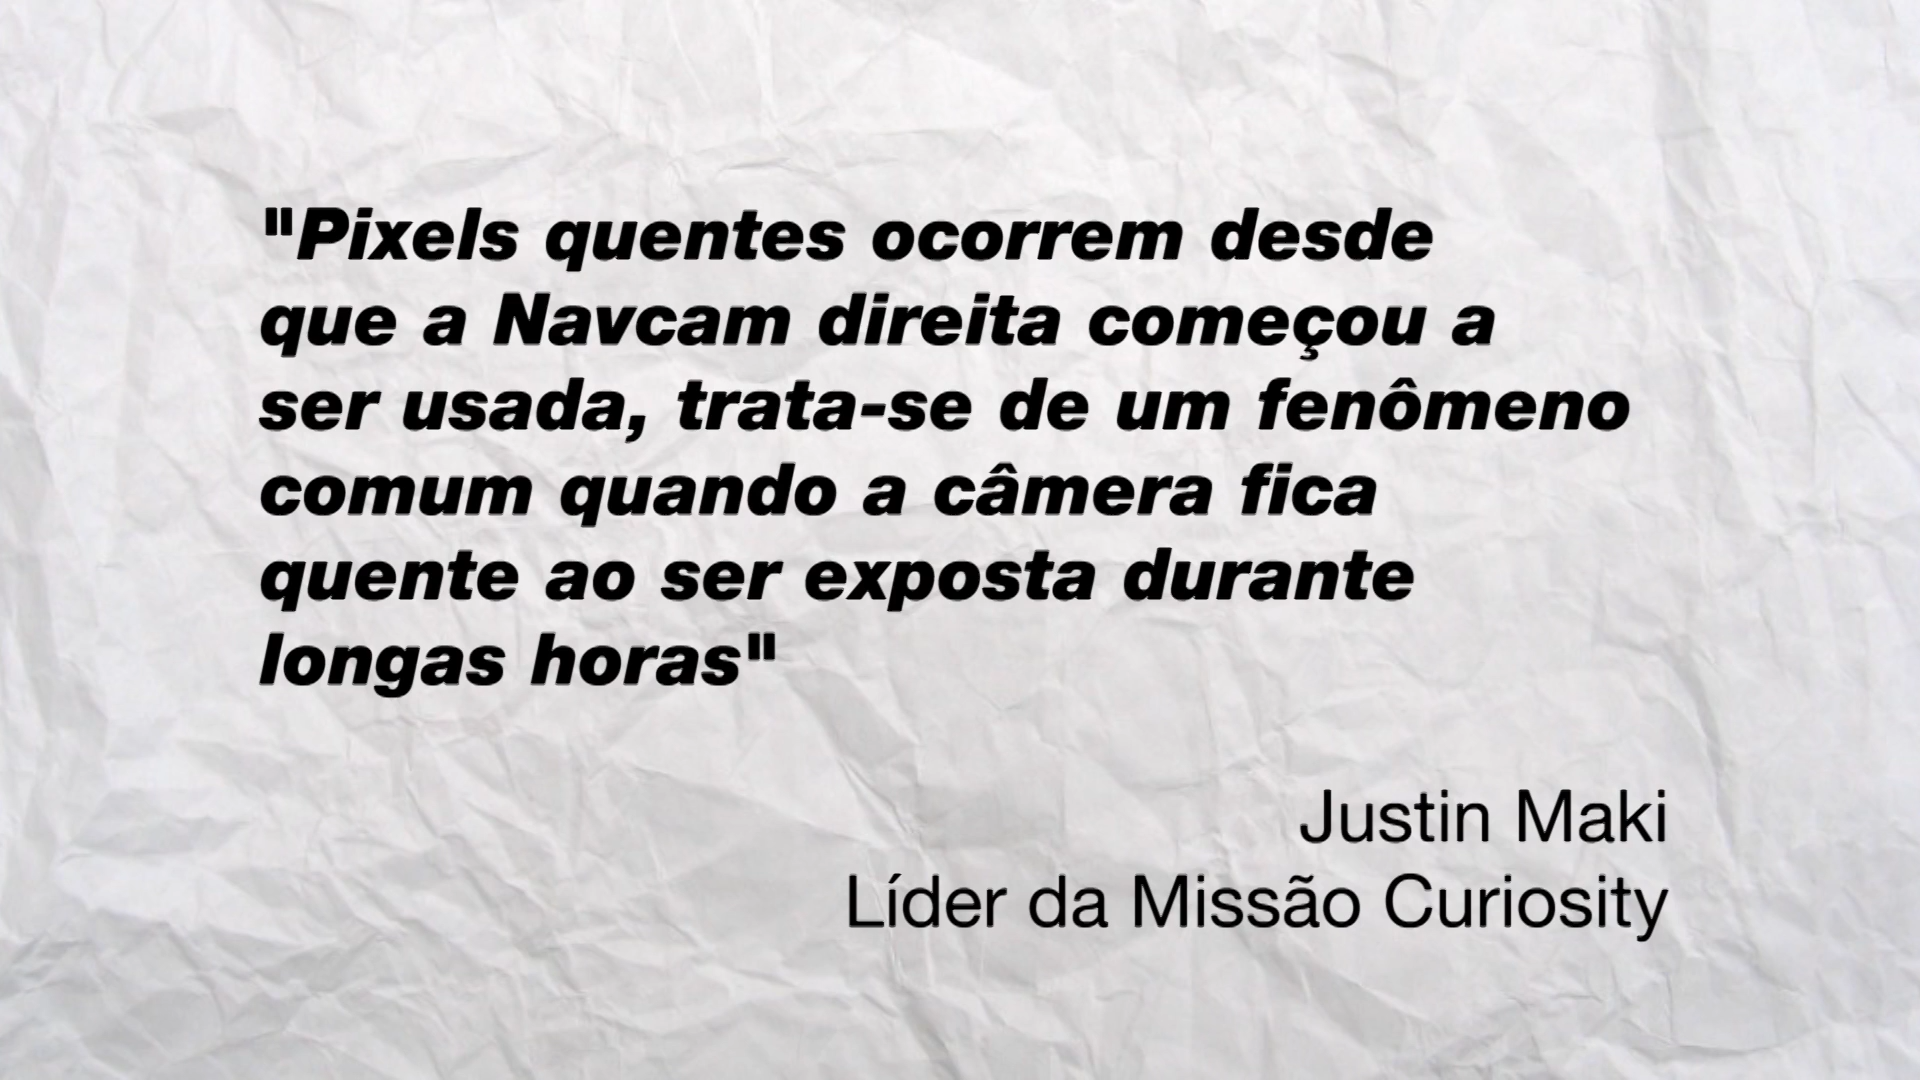 "Pixels quentes ocorrem desde
que a Navcam direita começou a
ser usada, trata-se de um fenômeno
comum quando a câmera fica
quente ao ser exposta durante
longas horas"
Justin Maki
Líder da Missão Curiosity